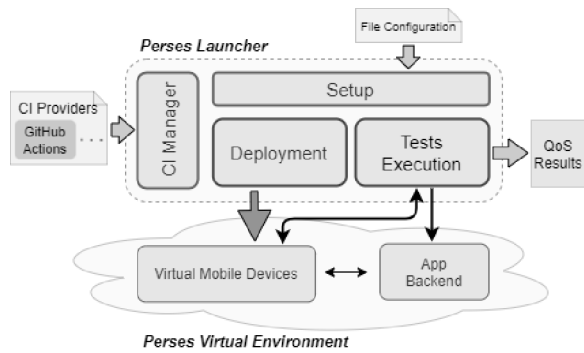 File Configuration
Perses Launcher
CI Providers
GitHub
Actions
. . .
CI Manager
Setup
Deployment
Tests
Execution
QoS
Results
Virtual Mobile Devices
App
Backend
Perses Virtual Environment